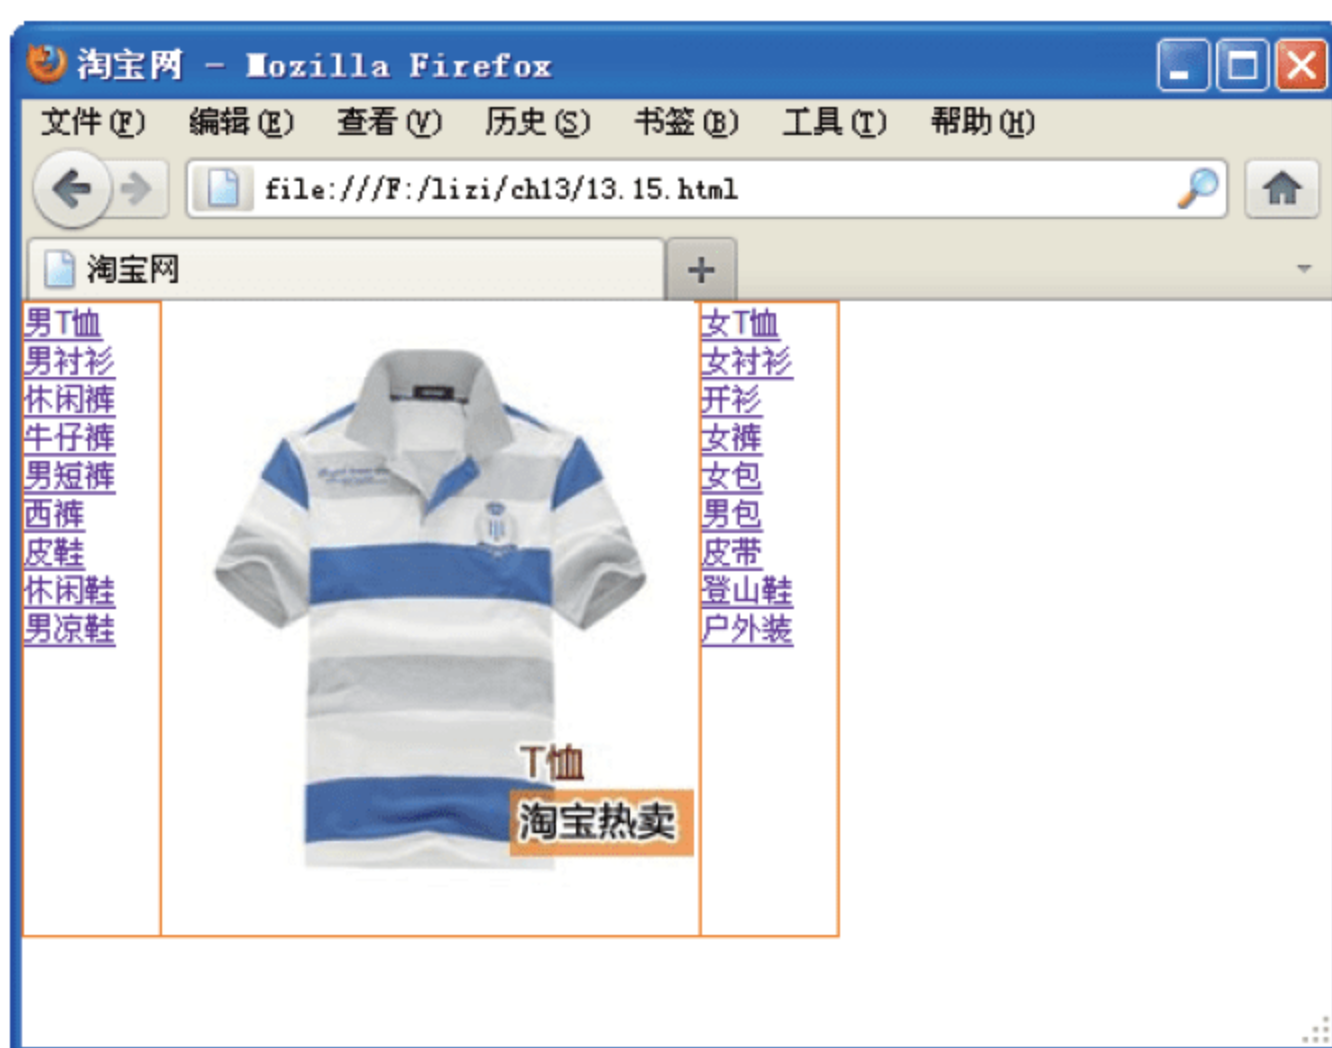 淘宝网 - Mozilla Firefox
文件(F) 编辑(E) 查看(V) 历史(S) 书签(B) 工具(T) 帮助(H)
file:///F:/lizi/ch13/13.15.html
淘宝网
男T恤
男衬衫
休闲裤
牛仔裤
男短裤
西裤
皮鞋
休闲鞋
男凉鞋
T恤
淘宝热卖
女T恤
女衬衫
开衫
女裤
女包
男包
皮带
登山鞋
户外装